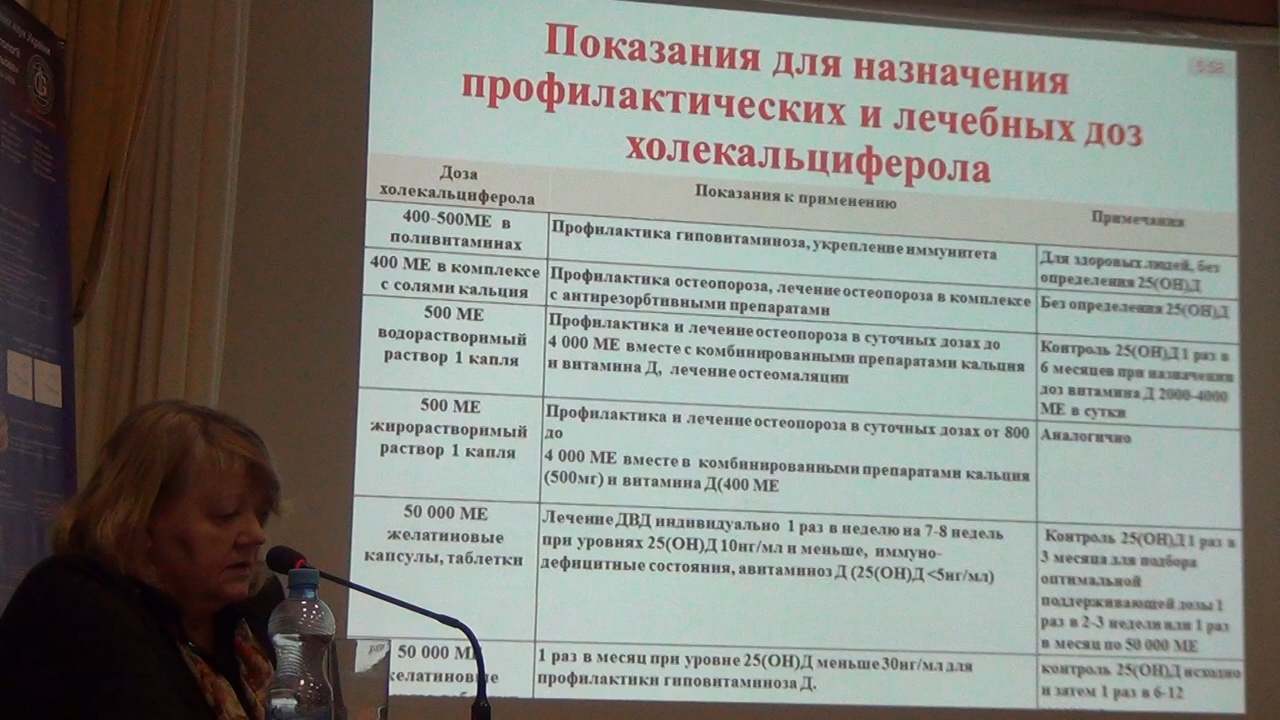 наук України
5:58
Показания для назначения
профилактических и лечебных доз
холекальциферола
Доза
холекальциферола
Показания к применению
Примечания
400-500МЕ в
поливитаминах
Профилактика гиповитаминоза, укрепление иммунитета
Для здоровых людей, без
определения 25(ОН)Д
400 МЕ в комплексе
с солями кальция
Профилактика остеопороза, лечение остеопороза в комплексе
с антирезорбтивными препаратами
Без определения 25(ОН)Д
500 МЕ
водорастворимый
раствор 1 капля
Профилактика и лечение остеопороза в суточных дозах до
4 000 МЕ вместе с комбинированными препаратами кальция
и витамина Д, лечение остеомаляции
Контроль 25(ОН)Д 1 раз в
6 месяцев при назначении
доз витамина Д 2000-4000
МЕ в сутки
500 МЕ
жирорастворимый
раствор 1 капля
Профилактика и лечение остеопороза в суточных дозах от 800
до
4 000 МЕ вместе в комбинированными препаратами кальция
(500мг) и витамина Д(400 МЕ
Аналогично
50 000 МЕ
желатиновые
капсулы, таблетки
Лечение ДВД индивидуально 1 раз в неделю на 7-8 недель
при уровнях 25(ОН)Д 10нг/мл и меньше, иммуно-
дефицитные состояния, авитаминоз Д (25(ОН)Д <5нг/мл)
Контроль 25(ОН)Д 1 раз в
3 месяца для подбора
оптимальной
поддерживающей дозы 1
раз в 2-3 недели или 1 раз
в месяц по 50 000 МЕ
50 000 МЕ
желатиновые
1 раз в месяц при уровне 25(ОН)Д меньше 30нг/мл для
профилактики гиповитаминоза Д.
контроль 25(ОН)Д исходно
и затем 1 раз в 6-12